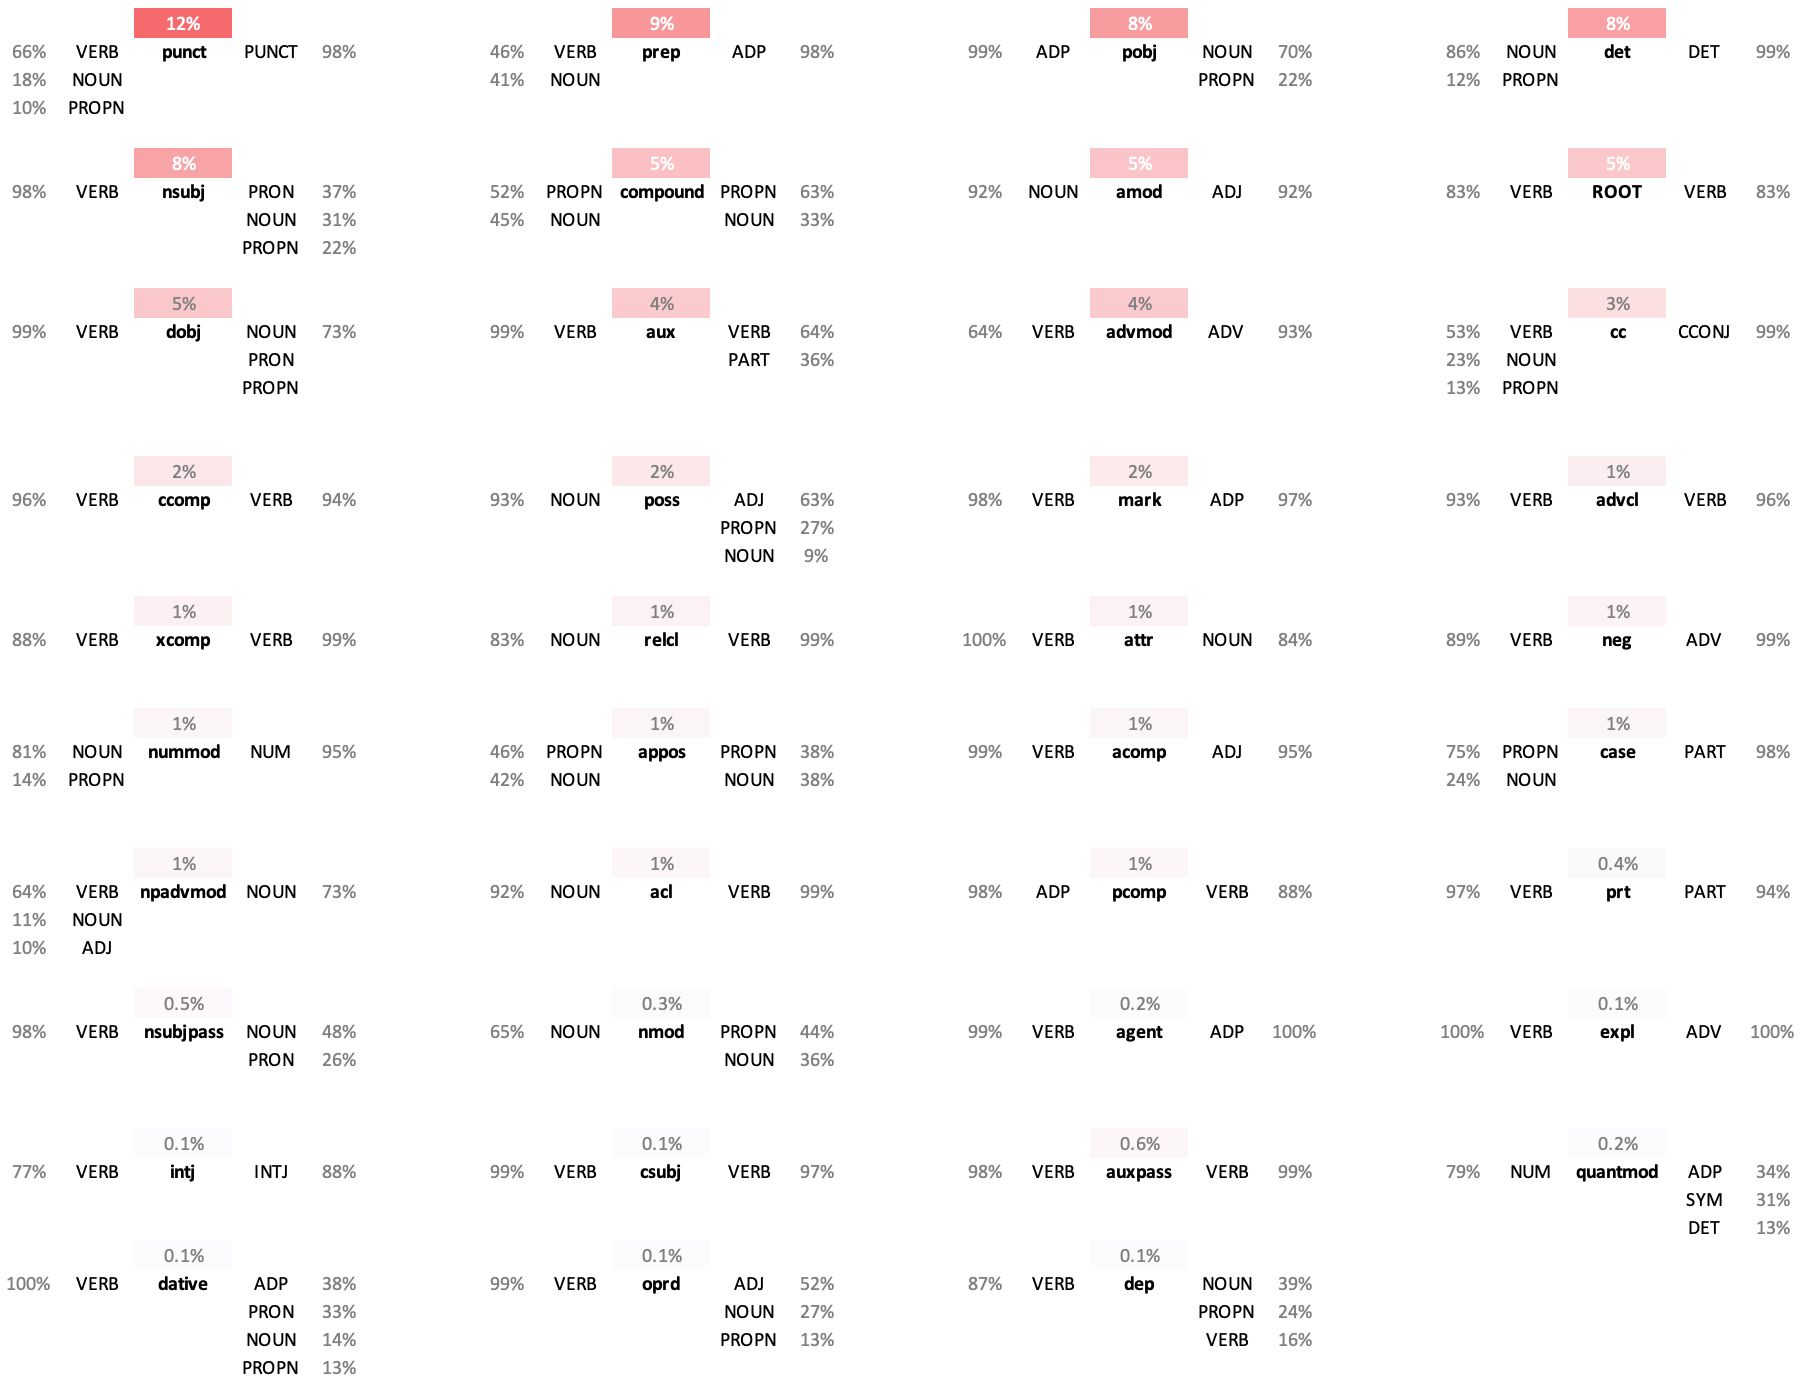 12% 9% 8% 8%
66% VERB punct PUNCT 98% 46% VERB prep ADP 98% 99% ADP pobj NOUN 70% 86% NOUN det DET 99%
18% NOUN 41% NOUN PROPN 22% 12% PROPN
10% PROPN
8% 5% 5% 5%
98% VERB nsubj PRON 37% 52% PROPN compound PROPN 63% 92% NOUN amod ADJ 92% 83% VERB ROOT VERB 83%
NOUN 31% 45% NOUN NOUN 33%
PROPN 22%
5% 4% 4% 3%
99% VERB dobj NOUN 73% 99% VERB aux VERB 64% 64% VERB advmod ADV 93% 53% VERB cc CCONJ 99%
PRON PART 36% 23% NOUN
PROPN 13% PROPN
2% 2% 2% 1%
96% VERB ccomp VERB 94% 93% NOUN poss ADJ 63% 98% VERB mark ADP 97% 93% VERB advcl VERB 96%
PROPN 27%
NOUN 9%
1% 1% 1% 1%
88% VERB xcomp VERB 99% 83% NOUN relcl VERB 99% 100% VERB attr NOUN 84% 89% VERB neg ADV 99%
1% 1% 1% 1%
81% NOUN nummod NUM 95% 46% PROPN appos PROPN 38% 99% VERB acomp ADJ 95% 75% PROPN case PART 98%
14% PROPN 42% NOUN NOUN 38% 24% NOUN
1% 1% 1% 0.4%
64% VERB npadvmod NOUN 73% 92% NOUN acl VERB 99% 98% ADP pcomp VERB 88% 97% VERB prt PART 94%
11% NOUN
10% ADJ
0.5% 0.3% 0.2% 0.1%
98% VERB nsubjpass NOUN 48% 65% NOUN nmod PROPN 44% 99% VERB agent ADP 100% 100% VERB expl ADV 100%
PRON 26% NOUN 36%
0.1% 0.1% 0.6% 0.2%
77% VERB intj INTJ 88% 99% VERB csubj VERB 97% 98% VERB auxpass VERB 99% 79% NUM quantmod ADP 34%
SYM 31%
DET 13%
0.1% 0.1% 0.1%
100% VERB dative ADP 38% 99% VERB oprd ADJ 52% 87% VERB dep NOUN 39%
PRON 33% NOUN 27% PROPN 24%
NOUN 14% PROPN 13% VERB 16%
PROPN 13%